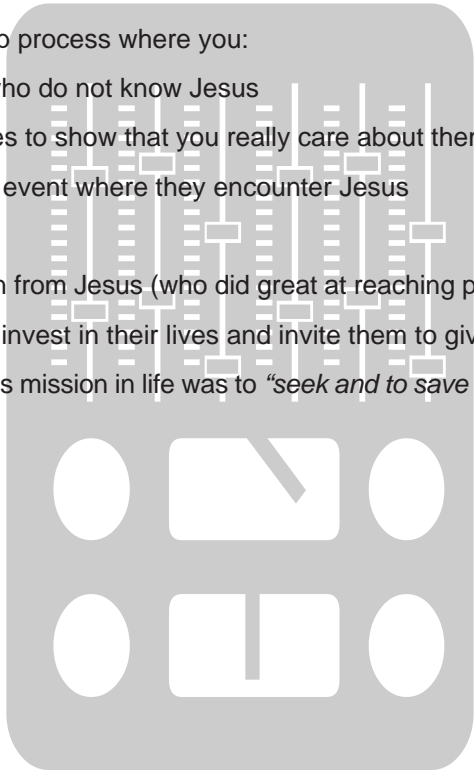 o process where you:
who do not know Jesus
es to show that you really care about them
event where they encounter Jesus
n from Jesus (who did great at reaching p
invest in their lives and invite them to giv
s mission in life was to “seek and to save